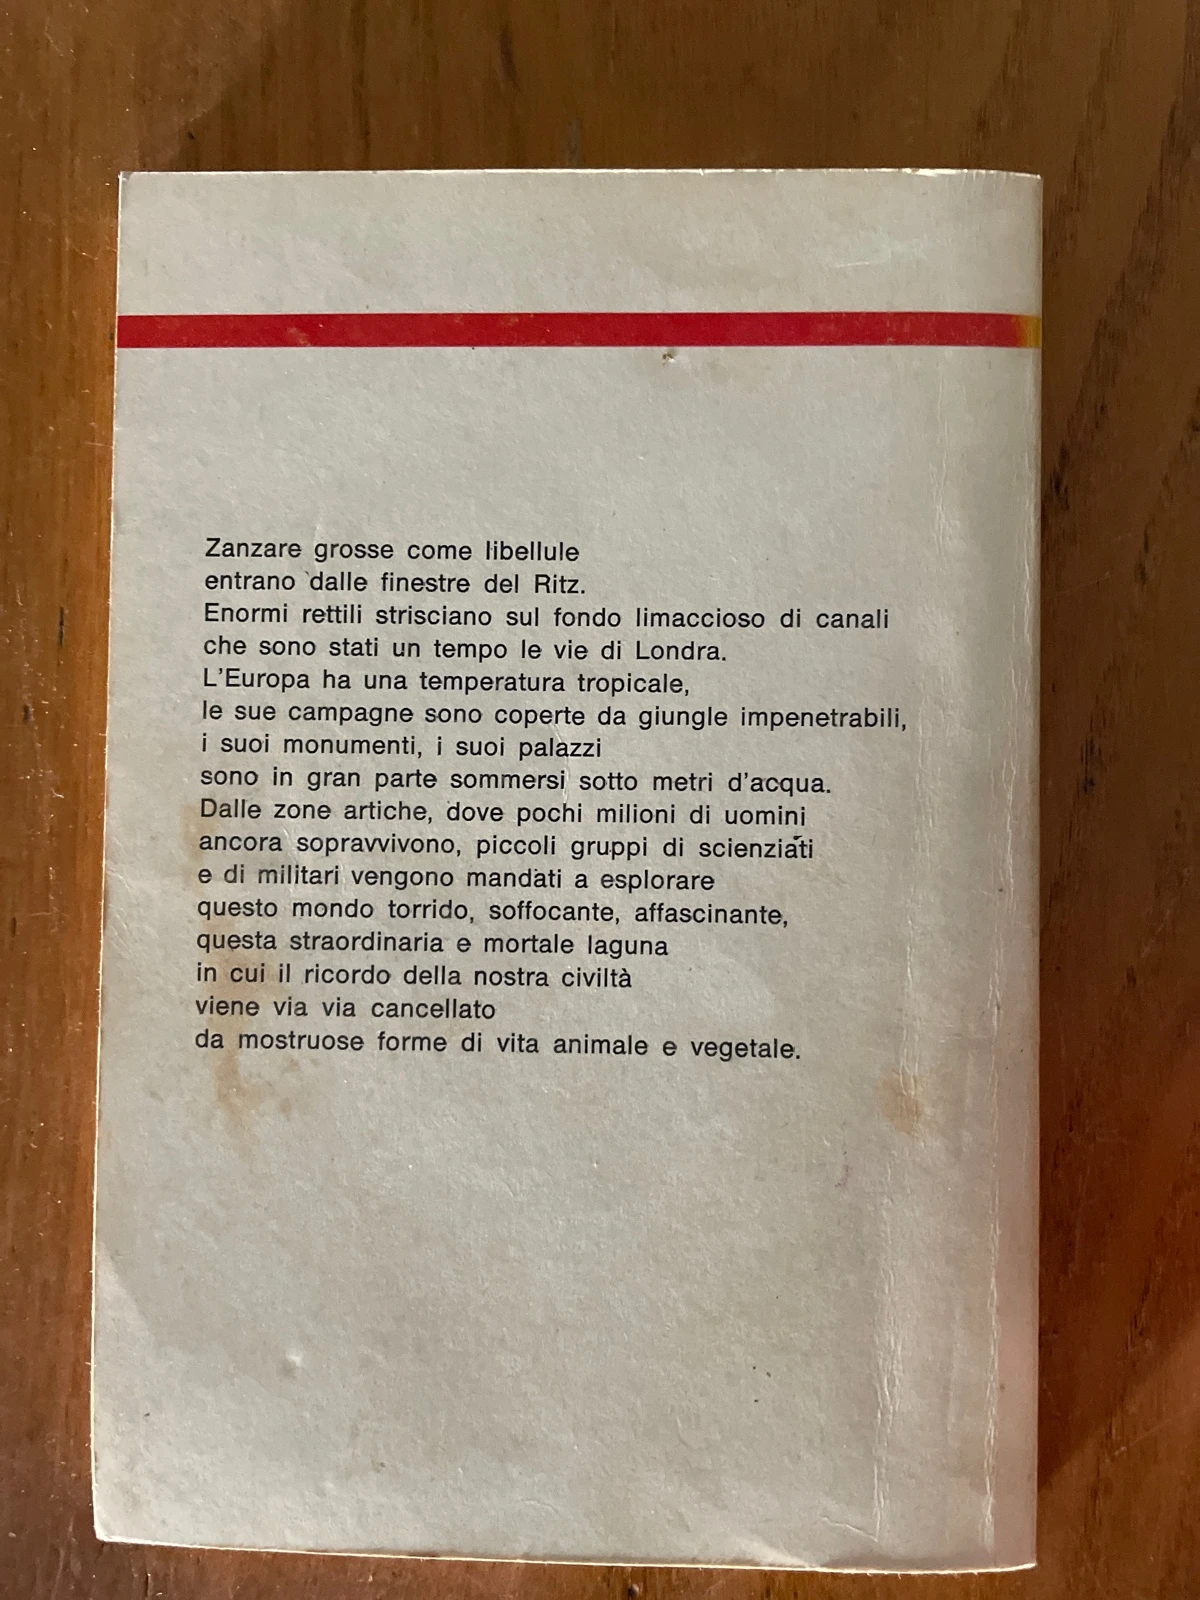 Zanzare grosse come libellule
entrano dalle finestre del Ritz.
Enormi rettili strisciano sul fondo limaccioso di canali
che sono stati un tempo le vie di Londra.
L'Europa ha una temperatura tropicale,
le sue campagne sono coperte da giungle impenetrabili,
i suoi monumenti, i suoi palazzi
sono in gran parte sommersi sotto metri d'acqua.
Dalle zone artiche, dove pochi milioni di uomini
ancora sopravvivono, piccoli gruppi di scienziati
e di militari vengono mandati a esplorare
questo mondo torrido, soffocante, affascinante,
questa straordinaria e mortale laguna
in cui il ricordo della nostra civiltà
viene via via cancellato
da mostruose forme di vita animale e vegetale.